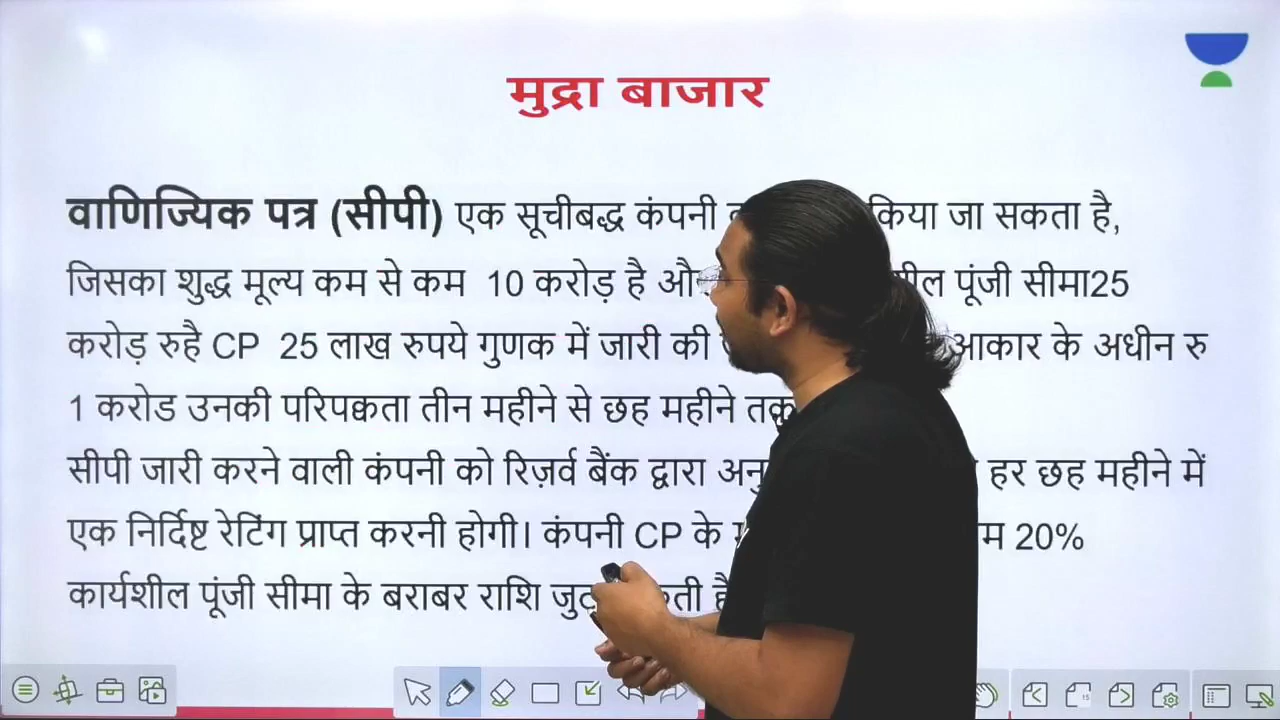 मुद्रा बाजार
वाणिज्यिक पत्र (सीपी) एक सूचीबद्ध कंपनी किया जा सकता है,
जिसका शुद्ध मूल्य कम से कम 10 करोड़ है पूंजी सीमा25
करोड़ रुहै CP 25 लाख रुपये गुणक में जारी की आकार के अधीन रु
1 करोड उनकी परिपक्वता तीन महीने से छह महीने तक
सीपी जारी करने वाली कंपनी को रिज़र्व बैंक द्वारा हर छह महीने में
एक निर्दिष्ट रेटिंग प्राप्त करनी होगी। कंपनी CP के 20%
कार्यशील पूंजी सीमा के बराबर राशि
15